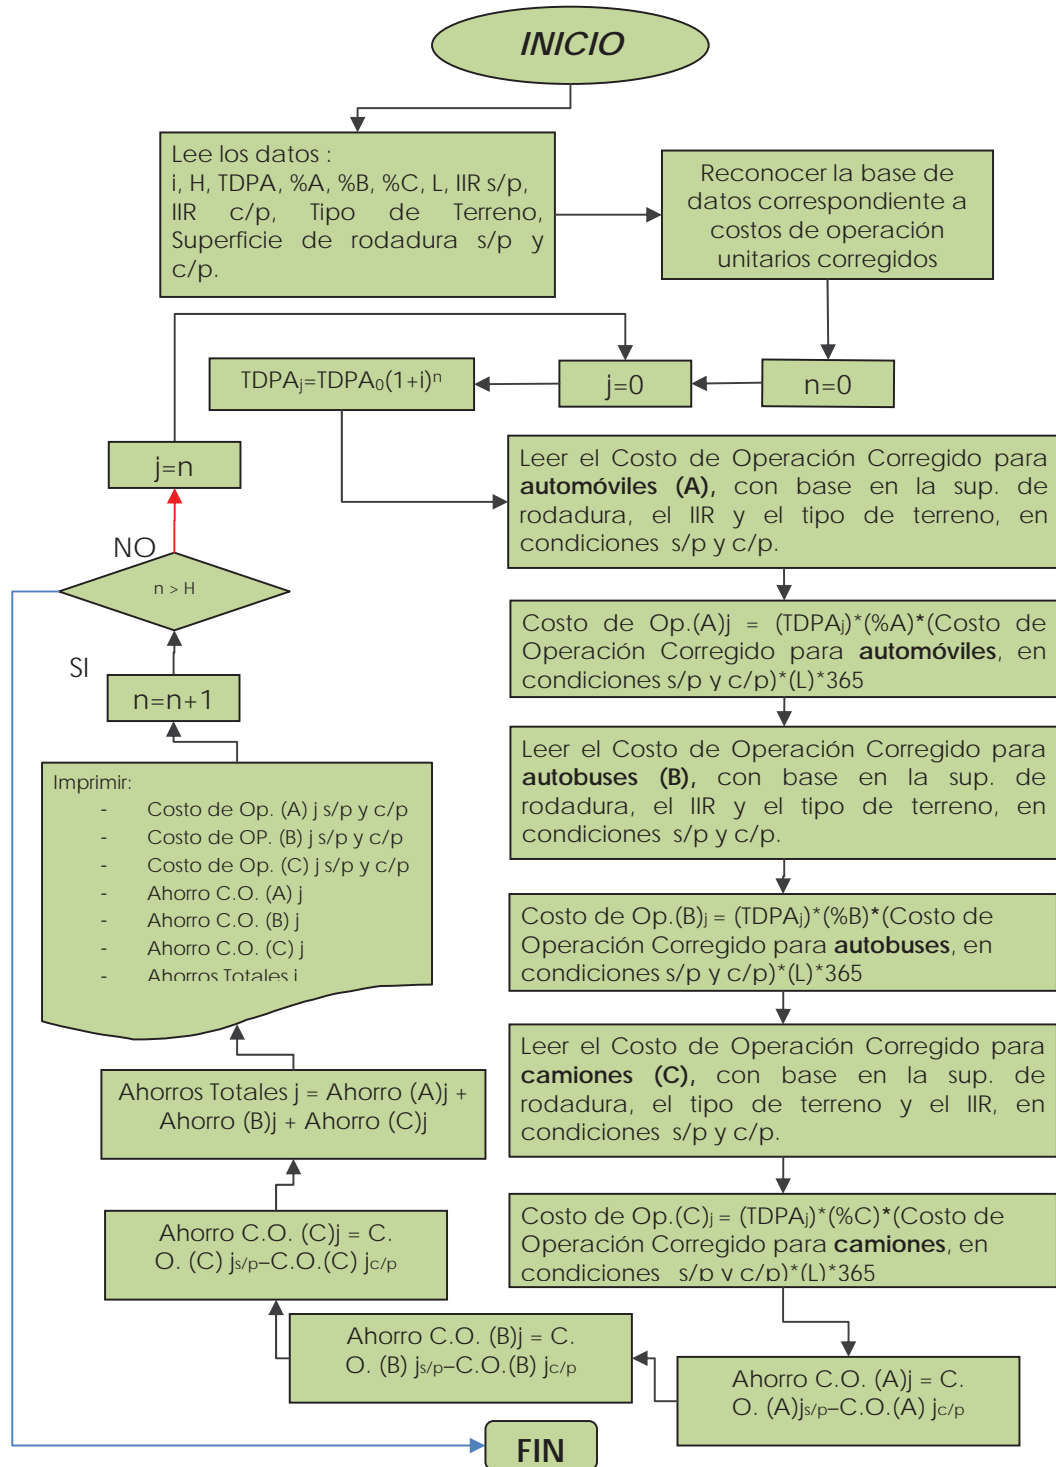 INICIO
Lee los datos :
i, H, TDPA, %A, %B, %C, L, IIR s/p,
IIR c/p, Tipo de Terreno,
Superficie de rodadura s/p y
c/p.
Reconocer la base de
datos correspondiente a
costos de operación
unitarios corregidos
n=0
j=0
TDPAj=TDPA0(1+i)n
Leer el Costo de Operación Corregido para
automóviles (A), con base en la sup. de
rodadura, el IIR y el tipo de terreno, en
condiciones s/p y c/p.
Costo de Op.(A)j = (TDPAj)*(%A)*(Costo de
Operación Corregido para automóviles, en
condiciones s/p y c/p)*(L)*365
Leer el Costo de Operación Corregido para
autobuses (B), con base en la sup. de
rodadura, el IIR y el tipo de terreno, en
condiciones s/p y c/p.
Costo de Op.(B)j = (TDPAj)*(%B)*(Costo de
Operación Corregido para autobuses, en
condiciones s/p y c/p)*(L)*365
Leer el Costo de Operación Corregido para
camiones (C), con base en la sup. de
rodadura, el tipo de terreno y el IIR, en
condiciones s/p y c/p.
Costo de Op.(C)j = (TDPAj)*(%C)*(Costo de
Operación Corregido para camiones, en
condiciones s/p y c/p)*(L)*365
Ahorro C.O. (A)j = C.
O. (A)js/p–C.O.(A) jc/p
Ahorro C.O. (B)j = C.
O. (B) js/p–C.O.(B) jc/p
Ahorro C.O. (C)j = C.
O. (C) js/p–C.O.(C) jc/p
Ahorros Totales j = Ahorro (A)j +
Ahorro (B)j + Ahorro (C)j
Imprimir:
- Costo de Op. (A) j s/p y c/p
- Costo de OP. (B) j s/p y c/p
- Costo de Op. (C) j s/p y c/p
- Ahorro C.O. (A) j
- Ahorro C.O. (B) j
- Ahorro C.O. (C) j
- Ahorros Totales j
n=n+1
SI
n > H
NO
j=n
FIN